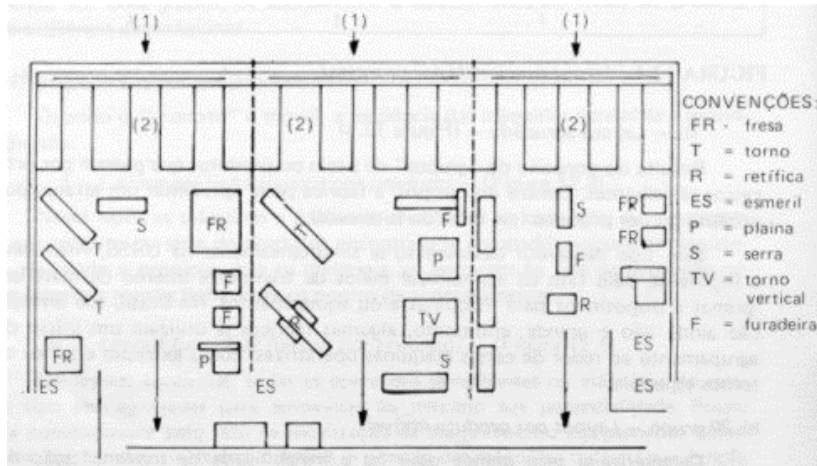 (1) (1) (1)
CONVENÇÕES:
FR - fresa
T = torno
R = retífica
ES = esmeril
P = plaina
S = serra
TV = torno
vertical
F = furadeira
(2) (2) (2)
S FR F S FR
FR
P F
F
T F TV R
P
FR S ES
ES ES ES